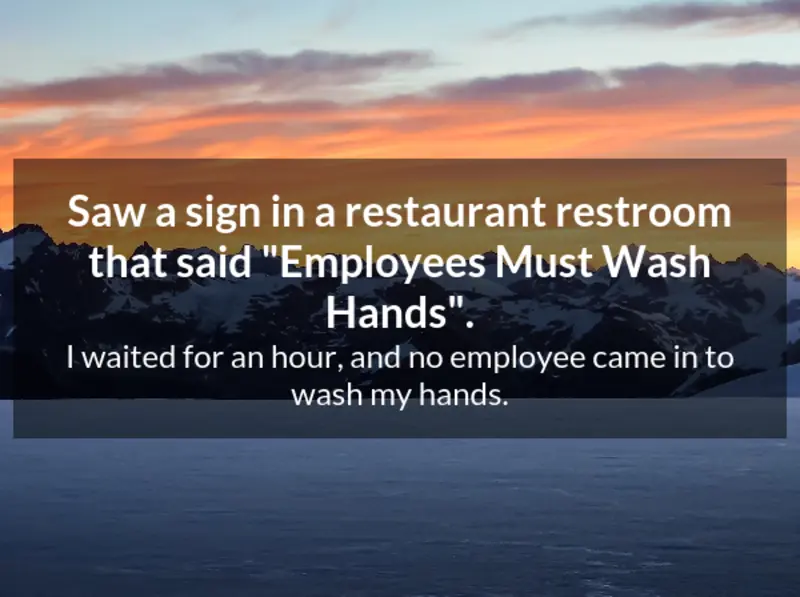 Saw a sign in a restaurant restroom
that said "Employees Must Wash
Hands".
I waited for an hour, and no employee came in to
wash my hands.